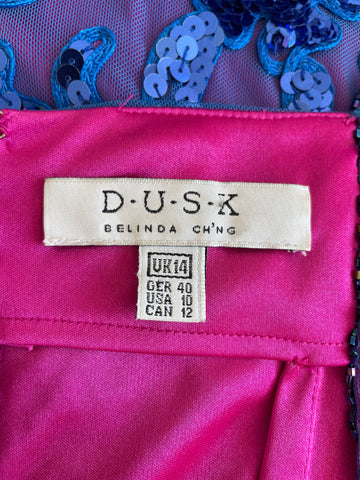 D·U·S·K
BELINDA CH'NG
UK14
GER 40
USA 10
CAN 12